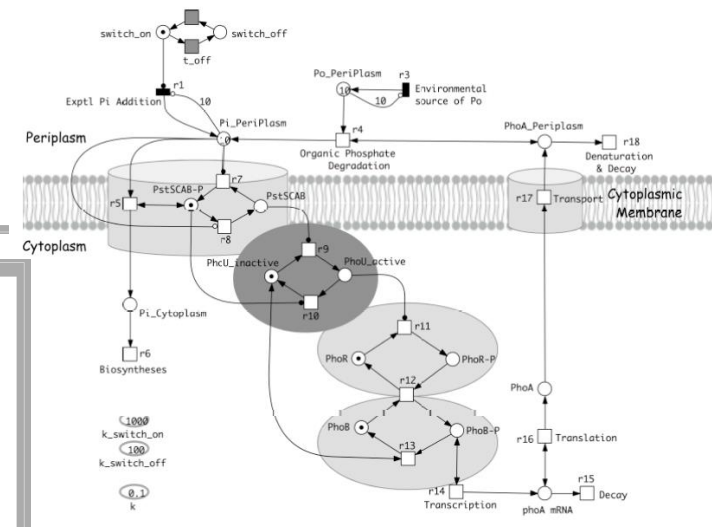 switch_on
switch_off
t_off
r1
Exptl Pi Addition
10
Po_PeriPlasm
r3
10
10
Environmental
source of Po
Pi_PeriPlasm
Periplasm
r4
Organic Phosphate
Degradation
PhoA_Periplasm
r18
Denaturation
& Decay
r7
PstSCAB-P
PstSCAB
r5
r8
r17
Transport
Cytoplasmic
Membrane
Cytoplasm
r9
PhcU_inactive
PhoU_active
r10
Pi_Cytoplasm
r11
r6
Biosyntheses
PhoR
PhoR-P
r12
PhoA
1000
k_switch_on
100
k_switch_off
0.1
k
PhoB
PhoB-P
r13
r16
Translation
r14
Transcription
r15
Decay
phoA mRNA